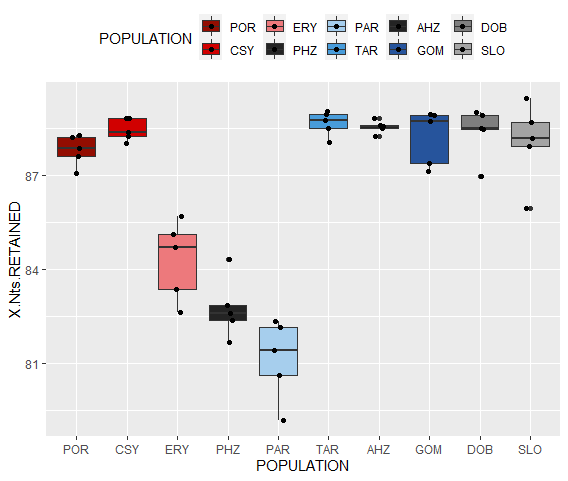 POPULATION POR ERY PAR AHZ DOB
CSY PHZ TAR GOM SLO
X.Nts.RETAINED
87
84
81
POR CSY ERY PHZ PAR TAR AHZ GOM DOB SLO
POPULATION